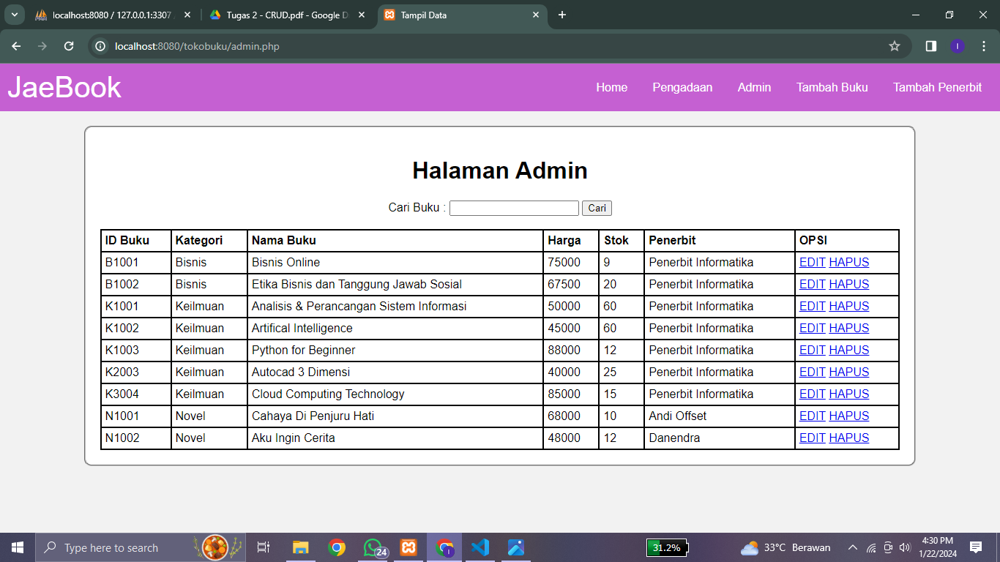 localhost:8080 / 127.0.0.1:3307 /
Tugas 2 - CRUD.pdf - Google D
Tampil Data
localhost:8080/tokobuku/admin.php
I
JaeBook
Home Pengadaan Admin Tambah Buku Tambah Penerbit
Halaman Admin
Cari Buku : Cari
ID Buku Kategori Nama Buku Harga Stok Penerbit OPSI
B1001 Bisnis Bisnis Online 75000 9 Penerbit Informatika EDIT HAPUS
B1002 Bisnis Etika Bisnis dan Tanggung Jawab Sosial 67500 20 Penerbit Informatika EDIT HAPUS
K1001 Keilmuan Analisis & Perancangan Sistem Informasi 50000 60 Penerbit Informatika EDIT HAPUS
K1002 Keilmuan Artifical Intelligence 45000 60 Penerbit Informatika EDIT HAPUS
K1003 Keilmuan Python for Beginner 88000 12 Penerbit Informatika EDIT HAPUS
K2003 Keilmuan Autocad 3 Dimensi 40000 25 Penerbit Informatika EDIT HAPUS
K3004 Keilmuan Cloud Computing Technology 85000 15 Penerbit Informatika EDIT HAPUS
N1001 Novel Cahaya Di Penjuru Hati 68000 10 Andi Offset EDIT HAPUS
N1002 Novel Aku Ingin Cerita 48000 12 Danendra EDIT HAPUS
Type here to search
24
I
31.2%
33°C Berawan
4:30 PM
1/22/2024